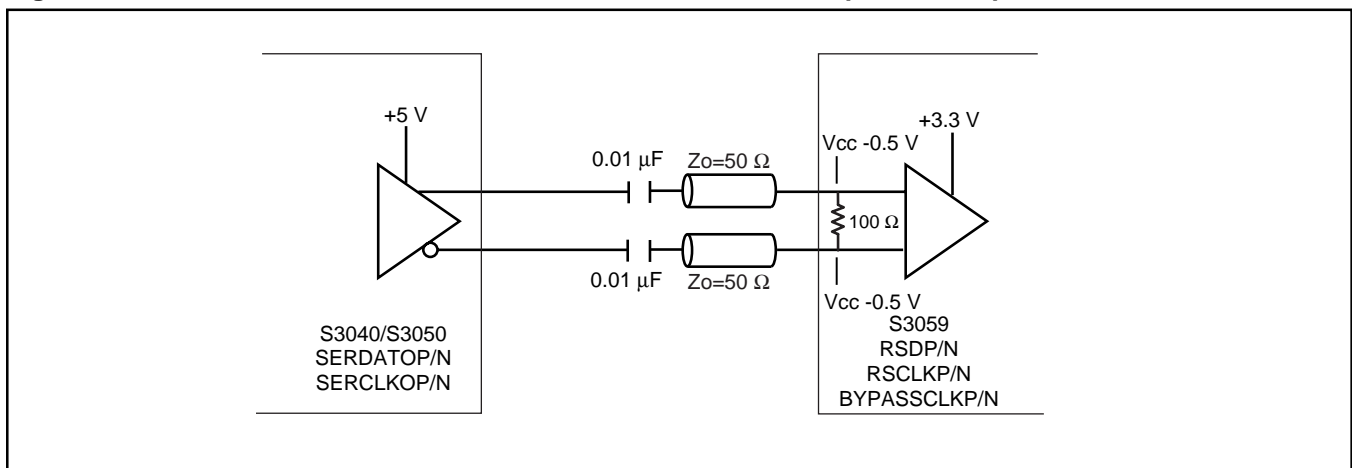 +5 V
0.01 µF
Zo=50 Ω
Vcc -0.5 V
+3.3 V
100 Ω
0.01 µF
Zo=50 Ω
Vcc -0.5 V
S3040/S3050
SERDATOP/N
SERCLKOP/N
S3059
RSDP/N
RSCLKP/N
BYPASSCLKP/N